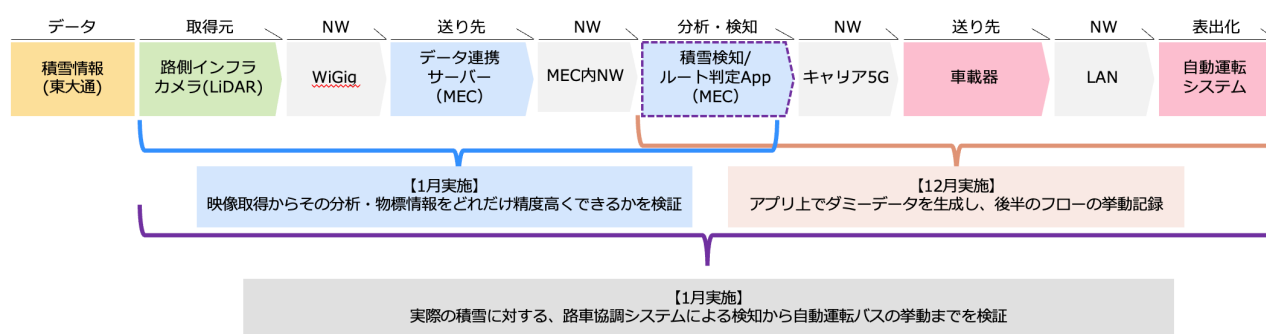 データ
取得元
NW
送り先
NW
分析・検知
NW
送り先
NW
表出化
積雪情報
(東大通)
路側インフラ
カメラ(LiDAR)
WiGig
データ連携
サーバー
（MEC）
MEC内NW
積雪検知/
ルート判定App
（MEC）
キャリア5G
車載器
LAN
自動運転
システム
【1月実施】
映像取得からその分析・物標情報をどれだけ精度高くできるかを検証
【12月実施】
アプリ上でダミーデータを生成し、後半のフローの挙動記録
【1月実施】
実際の積雪に対する、路車協調システムによる検知から自動運転バスの挙動までを検証